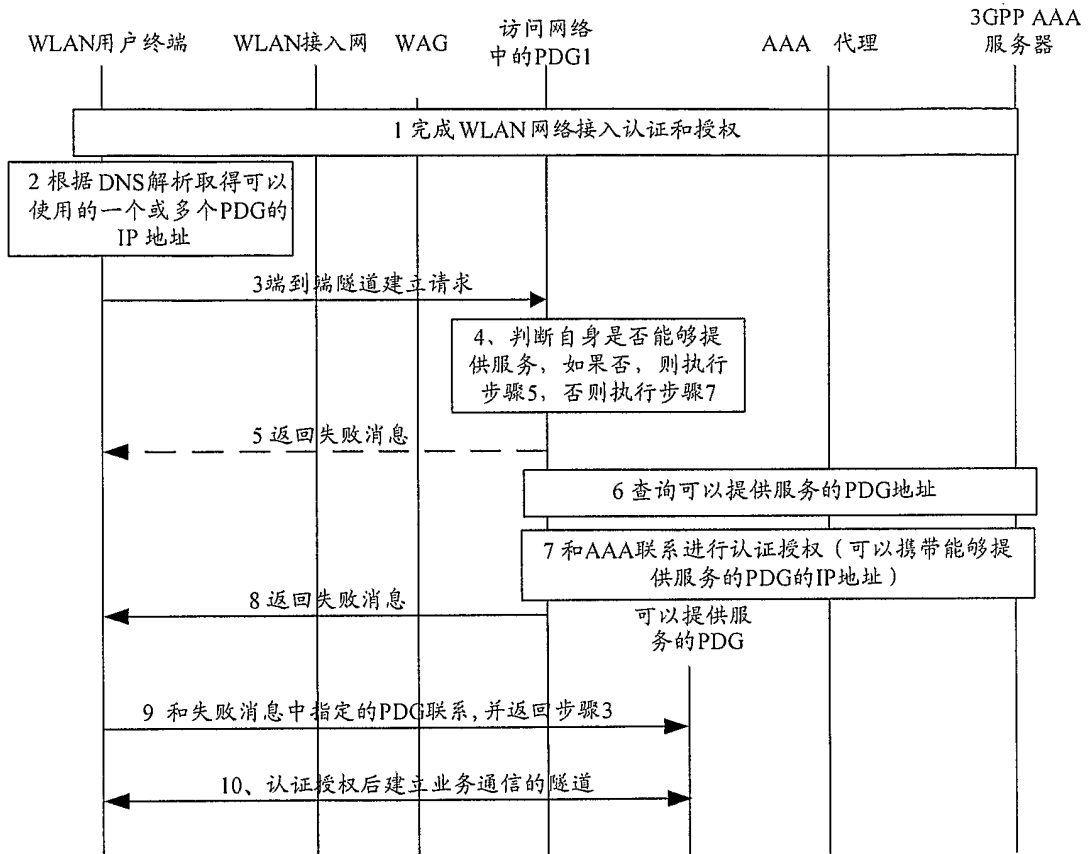 WLAN用户终端
WLAN接入网
WAG
访问网络
中的PDG1
AAA 代理
3GPP AAA
服务器
1 完成WLAN网络接入认证和授权
2 根据DNS解析取得可以
使用的一个或多个PDG的
IP 地址
3端到端隧道建立请求
4、判断自身是否能够提
供服务，如果否，则执行
步骤5，否则执行步骤7
5 返回失败消息
6 查询可以提供服务的PDG地址
7 和AAA联系进行认证授权（可以携带能够提
供服务的PDG的IP地址）
8 返回失败消息
可以提供服
务的PDG
9 和失败消息中指定的PDG联系,并返回步骤3
10、认证授权后建立业务通信的隧道